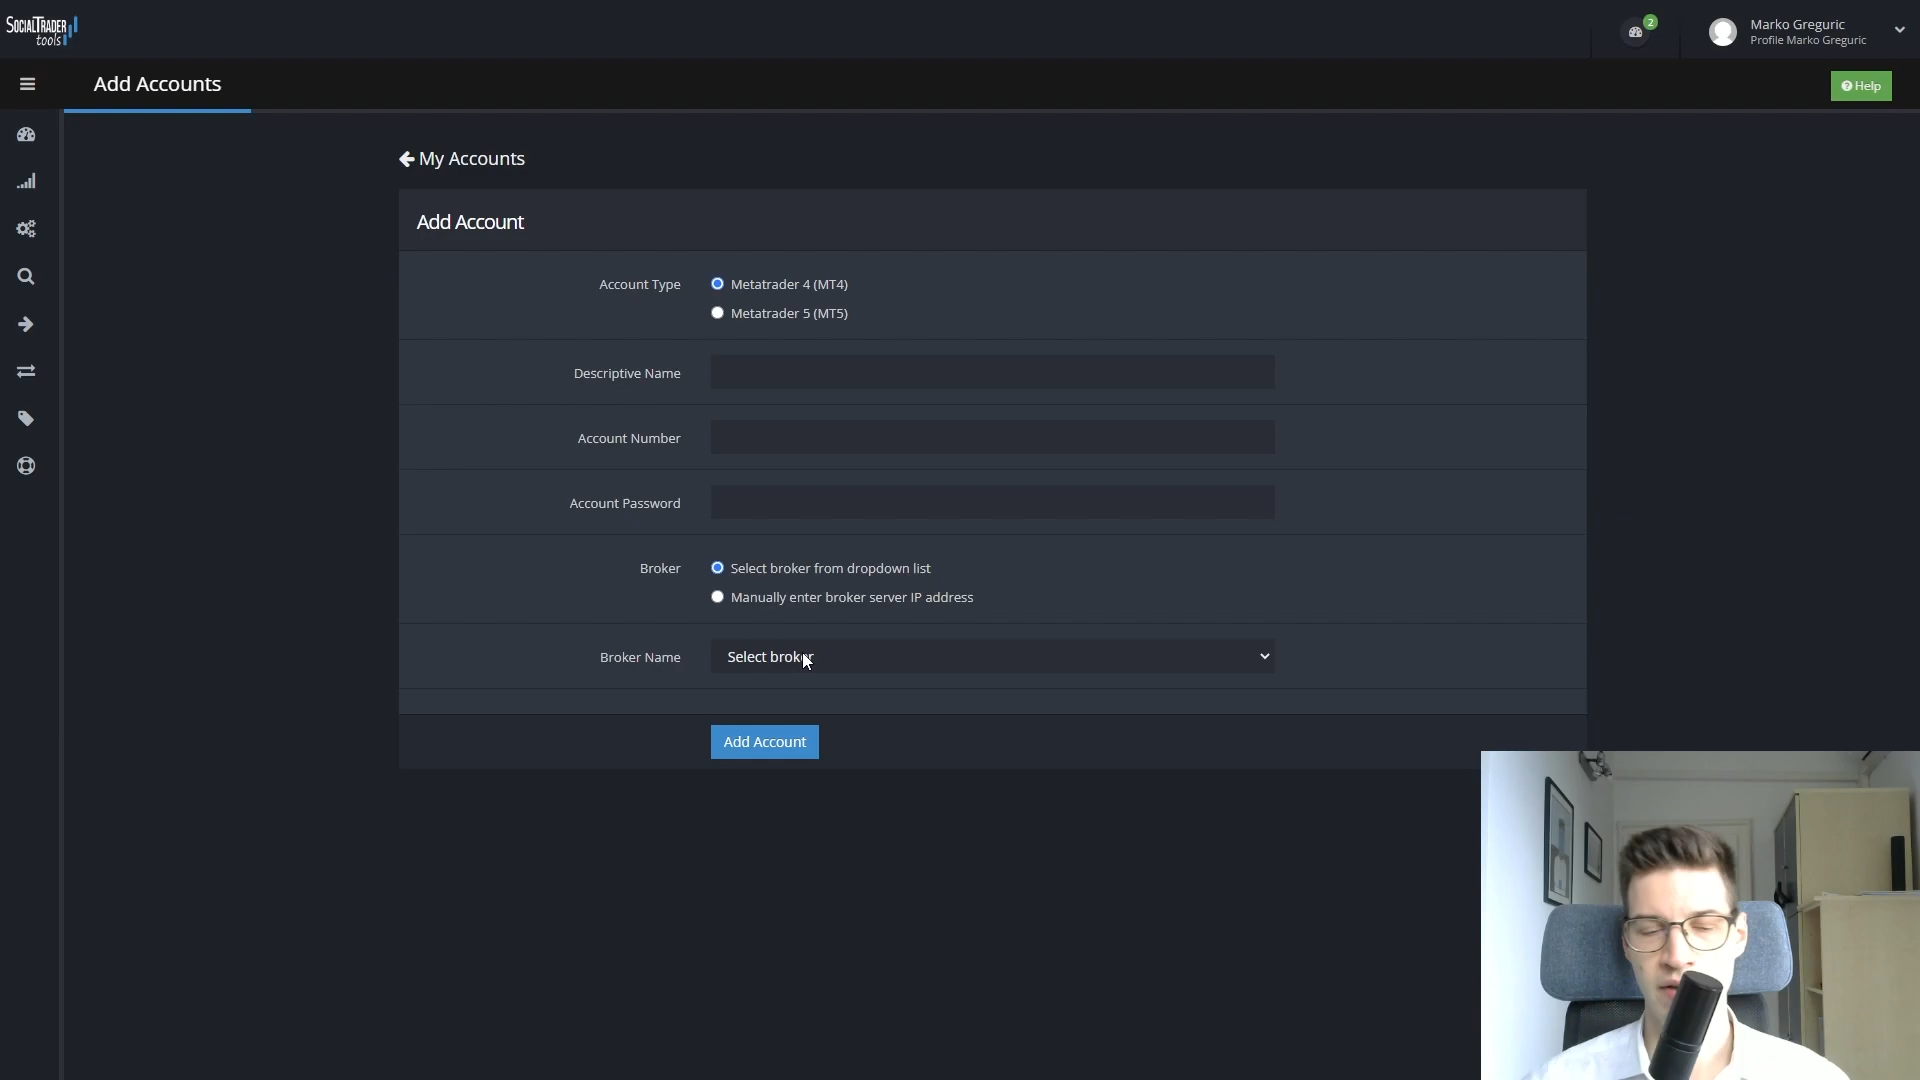 SOCIALTRADER
tools
2
Marko Greguric
Profile Marko Greguric
Add Accounts
Help
My Accounts
Add Account
Account Type
Metatrader 4 (MT4)
Metatrader 5 (MT5)
Descriptive Name
Account Number
Account Password
Broker
Select broker from dropdown list
Manually enter broker server IP address
Broker Name
Select broker
Add Account